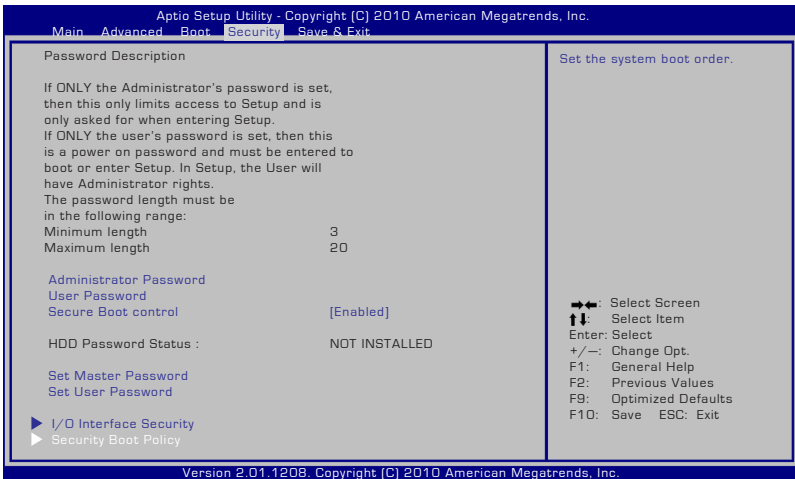 Aptio Setup Utility - Copyright (C) 2010 American Megatrends, Inc.
Main Advanced Boot Security Save & Exit
Password Description
If ONLY the Administrator's password is set,
then this only limits access to Setup and is
only asked for when entering Setup.
If ONLY the user's password is set, then this
is a power on password and must be entered to
boot or enter Setup. In Setup, the User will
have Administrator rights.
The password length must be
in the following range:
Minimum length 3
Maximum length 20
Administrator Password
User Password
Secure Boot control [Enabled]
HDD Password Status : NOT INSTALLED
Set Master Password
Set User Password
I/O Interface Security
Security Boot Policy
Set the system boot order.
→←: Select Screen
↑↓: Select Item
Enter: Select
+/—: Change Opt.
F1: General Help
F2: Previous Values
F9: Optimized Defaults
F10: Save ESC: Exit
Version 2.01.1208. Copyright (C) 2010 American Megatrends, Inc.